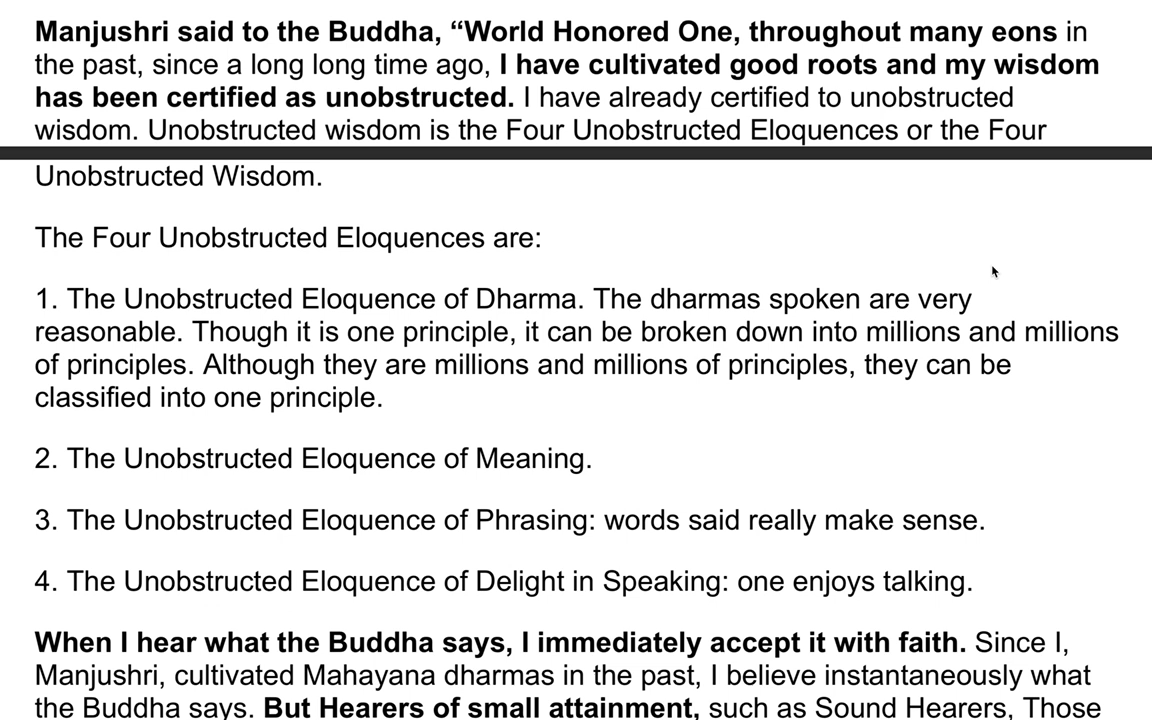 Manjushri said to the Buddha, “World Honored One, throughout many eons in
the past, since a long long time ago, I have cultivated good roots and my wisdom
has been certified as unobstructed. I have already certified to unobstructed
wisdom. Unobstructed wisdom is the Four Unobstructed Eloquences or the Four
Unobstructed Wisdom.
The Four Unobstructed Eloquences are:
1. The Unobstructed Eloquence of Dharma. The dharmas spoken are very
reasonable. Though it is one principle, it can be broken down into millions and millions
of principles. Although they are millions and millions of principles, they can be
classified into one principle.
2. The Unobstructed Eloquence of Meaning.
3. The Unobstructed Eloquence of Phrasing: words said really make sense.
4. The Unobstructed Eloquence of Delight in Speaking: one enjoys talking.
When I hear what the Buddha says, I immediately accept it with faith. Since I,
Manjushri, cultivated Mahayana dharmas in the past, I believe instantaneously what
the Buddha says. But Hearers of small attainment, such as Sound Hearers, Those